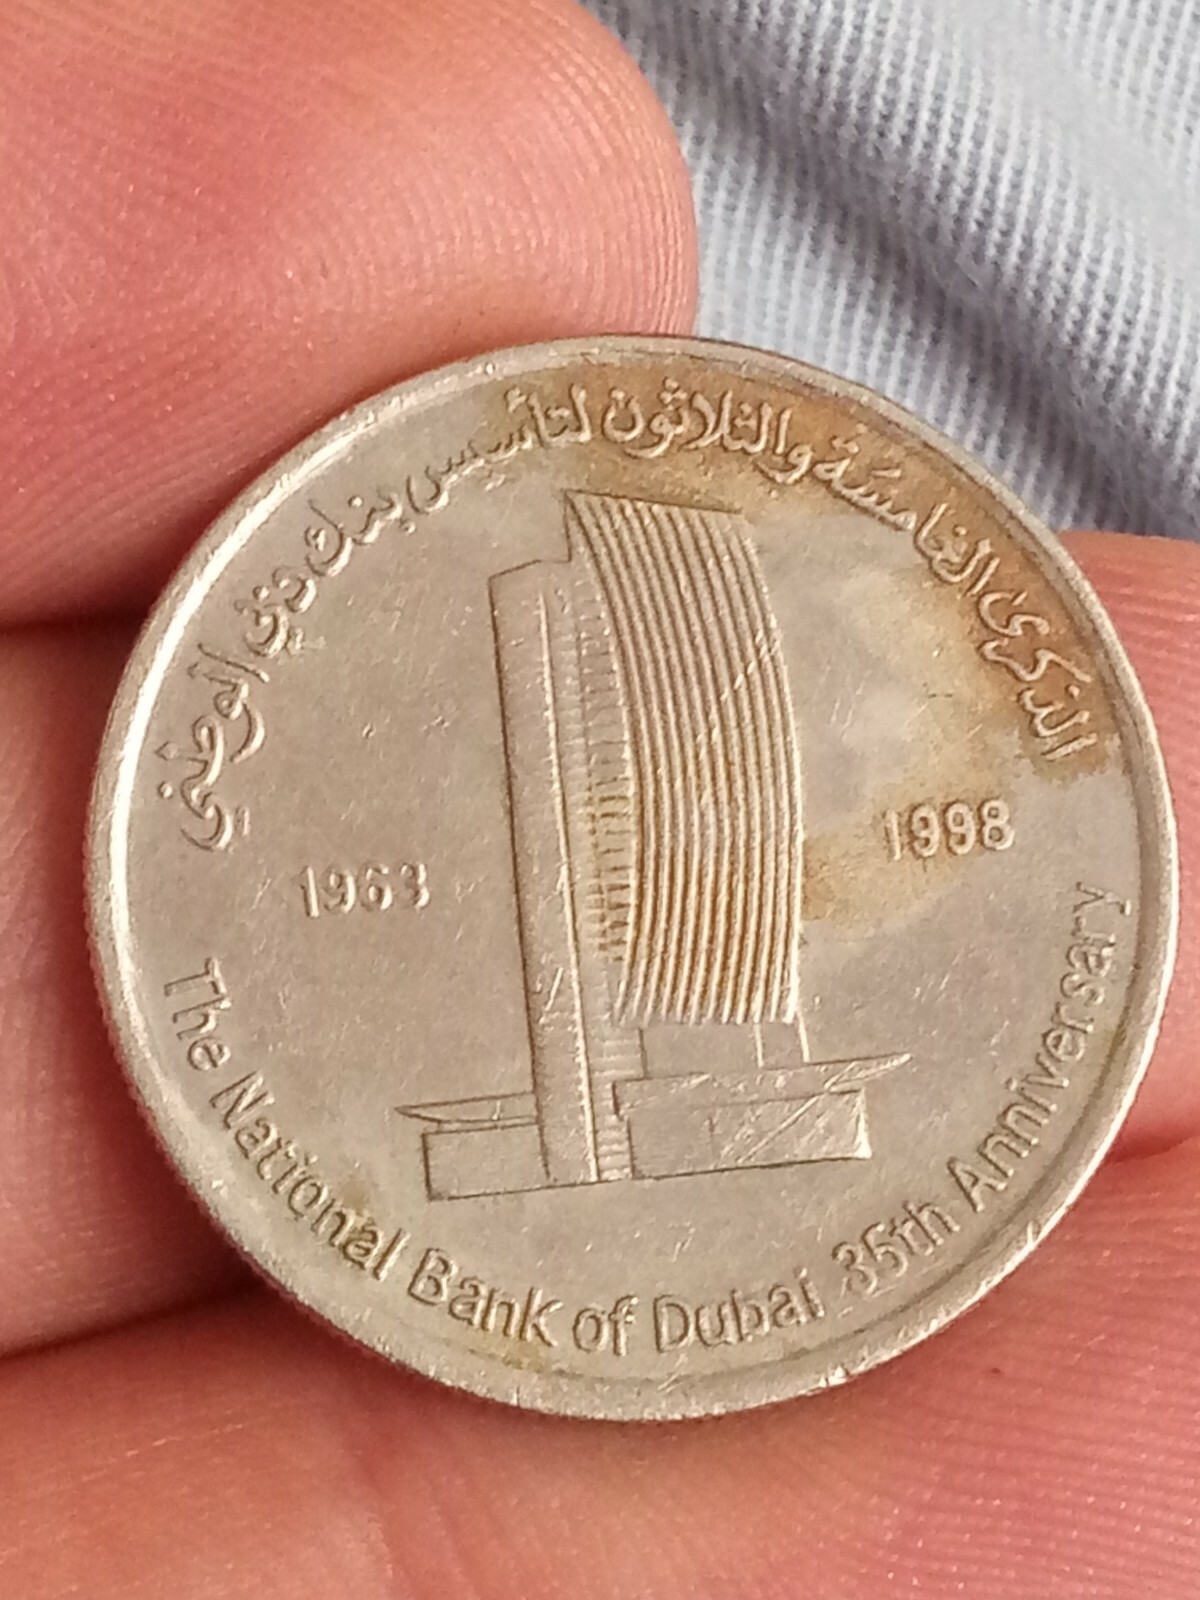 الذكرى الخامسة والثلاثون لتأسيس بنك دبي الوطني
1963
1998
The National Bank of Dubai 35th Anniversary